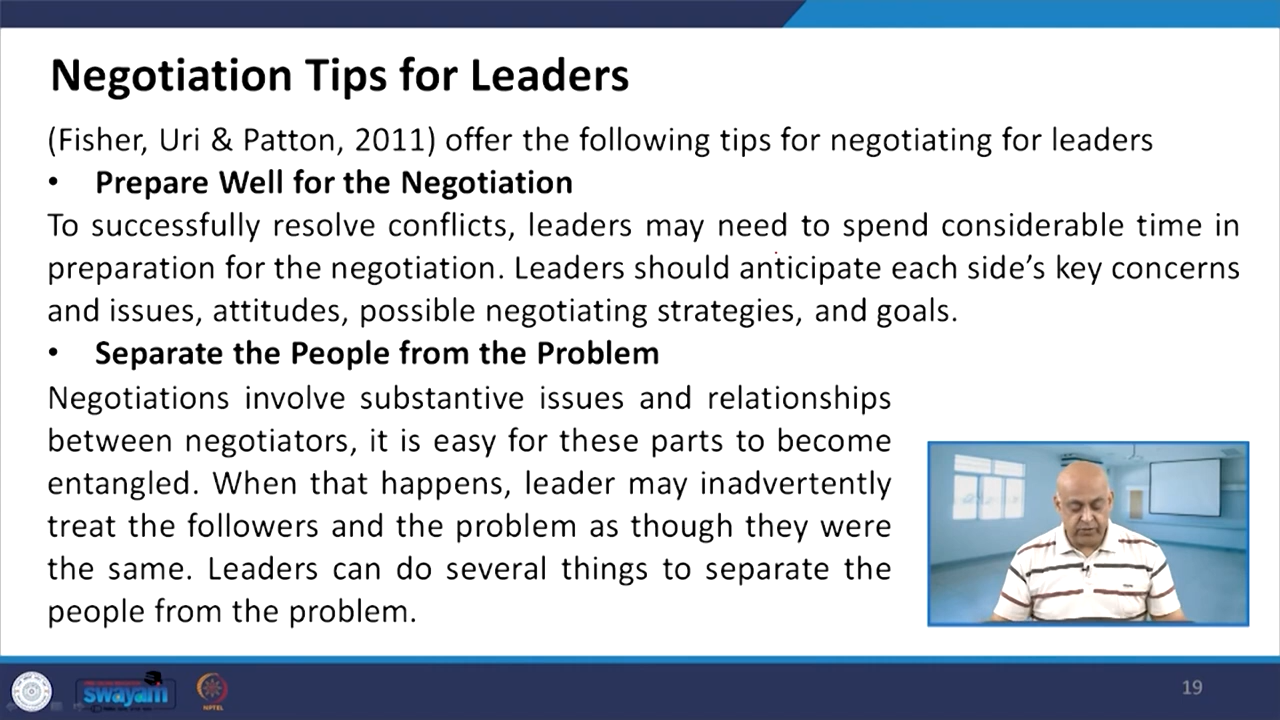 Negotiation Tips for Leaders
(Fisher, Uri & Patton, 2011) offer the following tips for negotiating for leaders
• Prepare Well for the Negotiation
To successfully resolve conflicts, leaders may need to spend considerable time in
preparation for the negotiation. Leaders should anticipate each side’s key concerns
and issues, attitudes, possible negotiating strategies, and goals.
• Separate the People from the Problem
Negotiations involve substantive issues and relationships
between negotiators, it is easy for these parts to become
entangled. When that happens, leader may inadvertently
treat the followers and the problem as though they were
the same. Leaders can do several things to separate the
people from the problem.
swayam
NPTEL
19